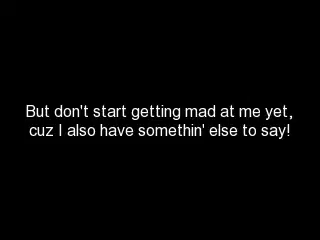 But don't start getting mad at me yet,
cuz I also have somethin' else to say!